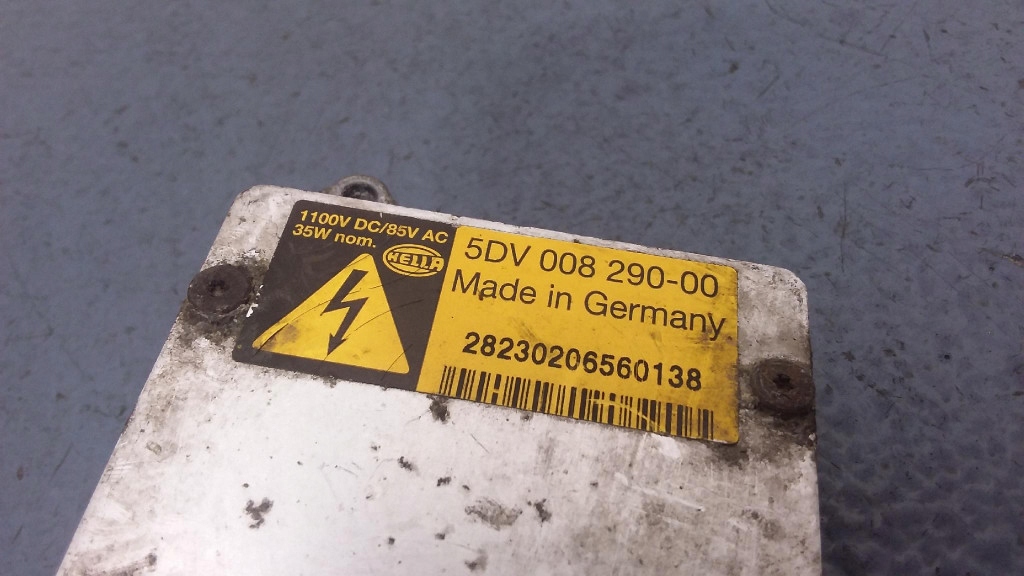 1100V DC/85V AC
35W nom.
HELLA
5DV 008 290-00
Made in Germany
28230206560138